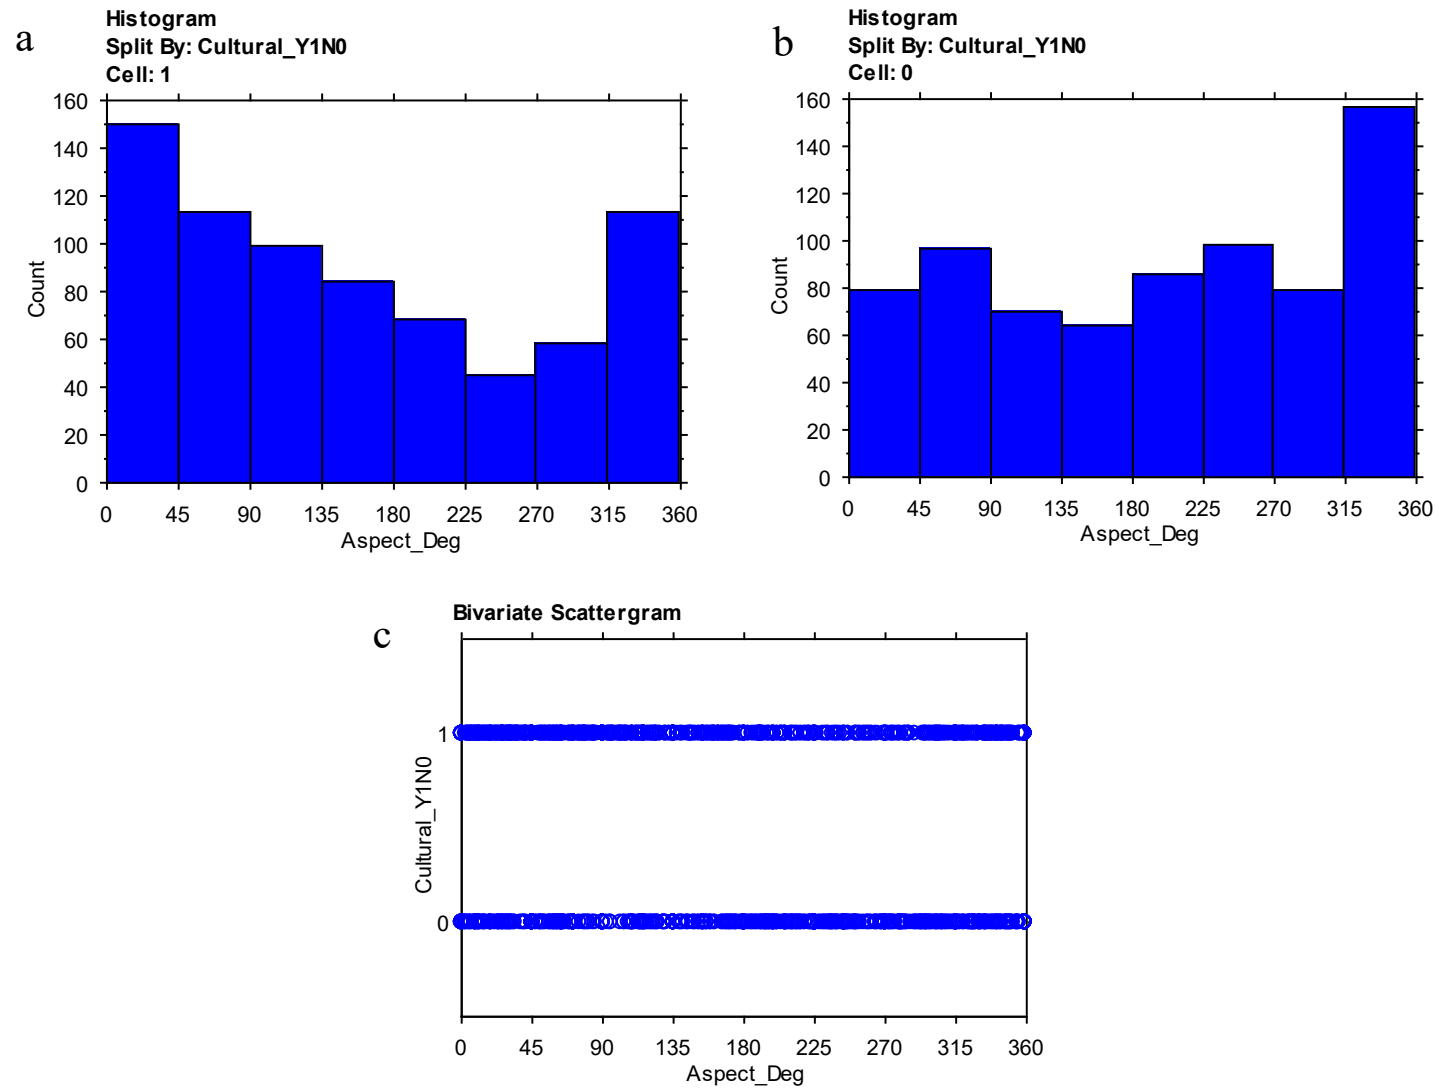 a
Histogram
Split By: Cultural_Y1N0
Cell: 1
160
140
120
100
80
60
40
20
0
Count
0 45 90 135 180 225 270 315 360
Aspect_Deg
b
Histogram
Split By: Cultural_Y1N0
Cell: 0
160
140
120
100
80
60
40
20
0
Count
0 45 90 135 180 225 270 315 360
Aspect_Deg
c
Bivariate Scattergram
1
0
Cultural_Y1N0
0 45 90 135 180 225 270 315 360
Aspect_Deg